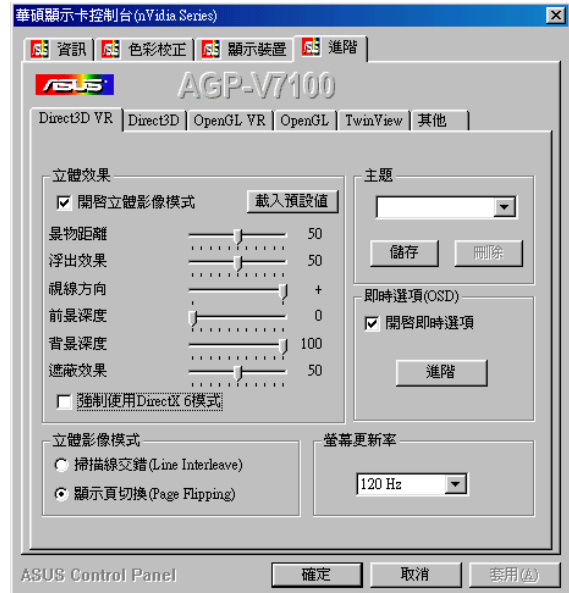 華碩顯示卡控制台(nVidia Series)
資訊 色彩校正 顯示裝置 進階
ASUS AGP-V7100
Direct3D VR Direct3D OpenGL VR OpenGL TwinView 其他
立體效果
開啓立體影像模式 載入預設值
景物距離 50
浮出效果 50
視線方向 +
前景深度 0
背景深度 100
遮蔽效果 50
強制使用DirectX 6模式
主題
儲存 刪除
即時選項(OSD)
開啓即時選項
進階
立體影像模式
掃描線交錯(Line Interleave)
顯示頁切換(Page Flipping)
螢幕更新率
120 Hz
ASUS Control Panel 確定 取消 套用(A)